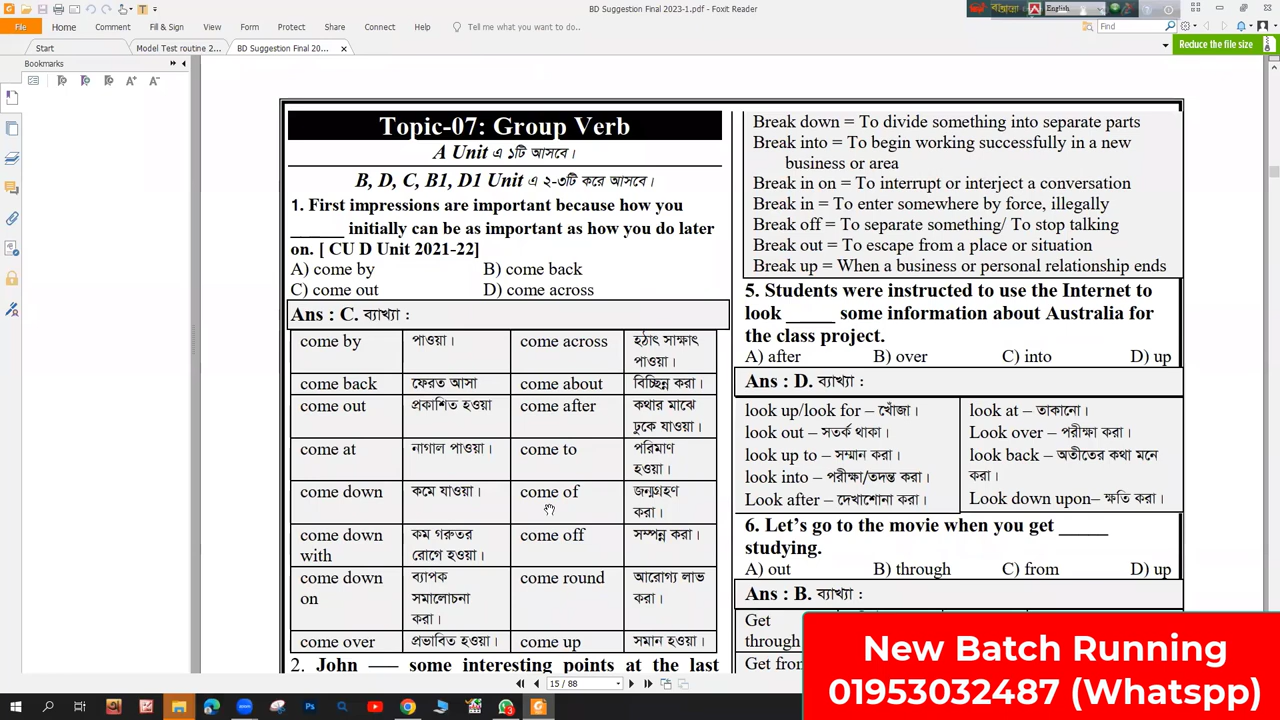 BD Suggestion Final 2023-1.pdf - Foxit Reader
English
File Home Comment Fill & Sign Form Protect Share Connect Help Tell me what you want to do... Find
Start Model Test routine 2... BD Suggestion Final 20... Reduce the file size
Bookmarks
Topic-07: Group Verb
A Unit এ ১টি আসবে।
B, D, C, B1, D1 Unit এ ২-৩টি করে আসবে।
1. First impressions are important because how you
______ initially can be as important as how you do later
on. [ CU D Unit 2021-22]
A) come by B) come back
C) come out D) come across
Ans : C. ব্যাখ্যা :
come by পাওয়া। come across হঠাৎ সাক্ষাৎ
পাওয়া।
come back ফেরত আসা come about বিচ্ছিন্ন করা।
come out প্রকাশিত হওয়া come after কথার মাঝে
ঢুকে যাওয়া।
come at নাগাল পাওয়া। come to পরিমাণ
হওয়া।
come down কমে যাওয়া। come of জন্মগ্রহণ
করা।
come down কম গরুতর come off সম্পন্ন করা।
with রোগে হওয়া।
come down ব্যাপক come round আরোগ্য লাভ
on সমালোচনা করা।
করা।
come over প্রভাবিত হওয়া। come up সমান হওয়া।
2. John —– some interesting points at the last
Break down = To divide something into separate parts
Break into = To begin working successfully in a new
business or area
Break in on = To interrupt or interject a conversation
Break in = To enter somewhere by force, illegally
Break off = To separate something/ To stop talking
Break out = To escape from a place or situation
Break up = When a business or personal relationship ends
5. Students were instructed to use the Internet to
look _____ some information about Australia for
the class project.
A) after B) over C) into D) up
Ans : D. ব্যাখ্যা :
look up/look for – খোঁজা। look at – তাকানো।
look out – সতর্ক থাকা। Look over – পরীক্ষা করা।
look up to – সম্মান করা। look back – অতীতের কথা মনে
look into – পরীক্ষা/তদন্ত করা। করা।
Look after – দেখাশোনা করা। Look down upon– ক্ষতি করা।
6. Let’s go to the movie when you get _____
studying.
A) out B) through C) from D) up
Ans : B. ব্যাখ্যা :
Get
through
Get from
New Batch Running
01953032487 (Whatspp)
15 / 88